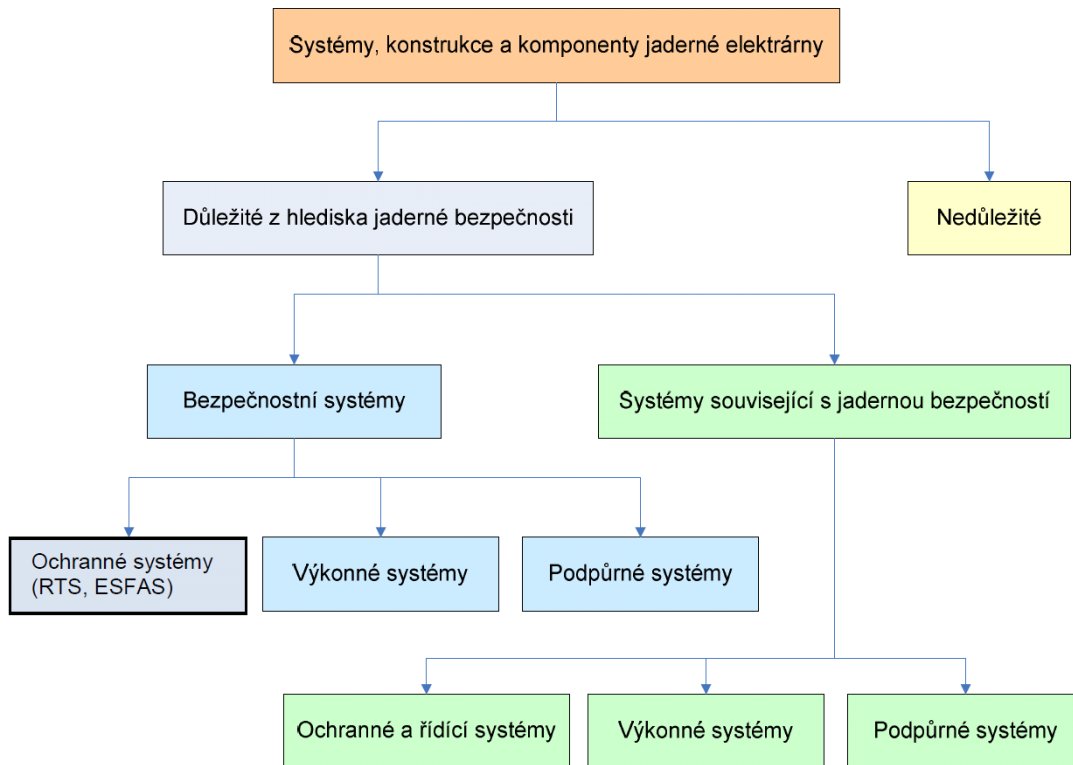 Systémy, konstrukce a komponenty jaderné elektrárny
Důležité z hlediska jaderné bezpečnosti
Nedůležité
Bezpečnostní systémy
Systémy související s jadernou bezpečností
Ochranné systémy
(RTS, ESFAS)
Výkonné systémy
Podpůrné systémy
Ochranné a řídící systémy
Výkonné systémy
Podpůrné systémy